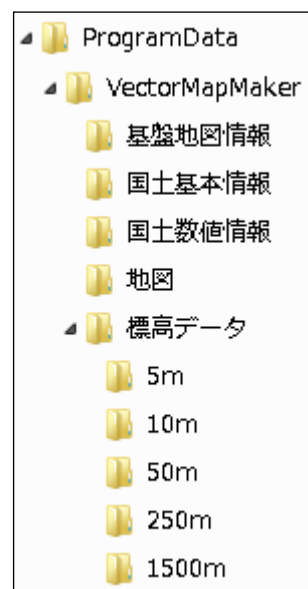 ProgramData
VectorMapMaker
基盤地図情報
国土基本情報
国土数値情報
地図
標高データ
5m
10m
50m
250m
1500m